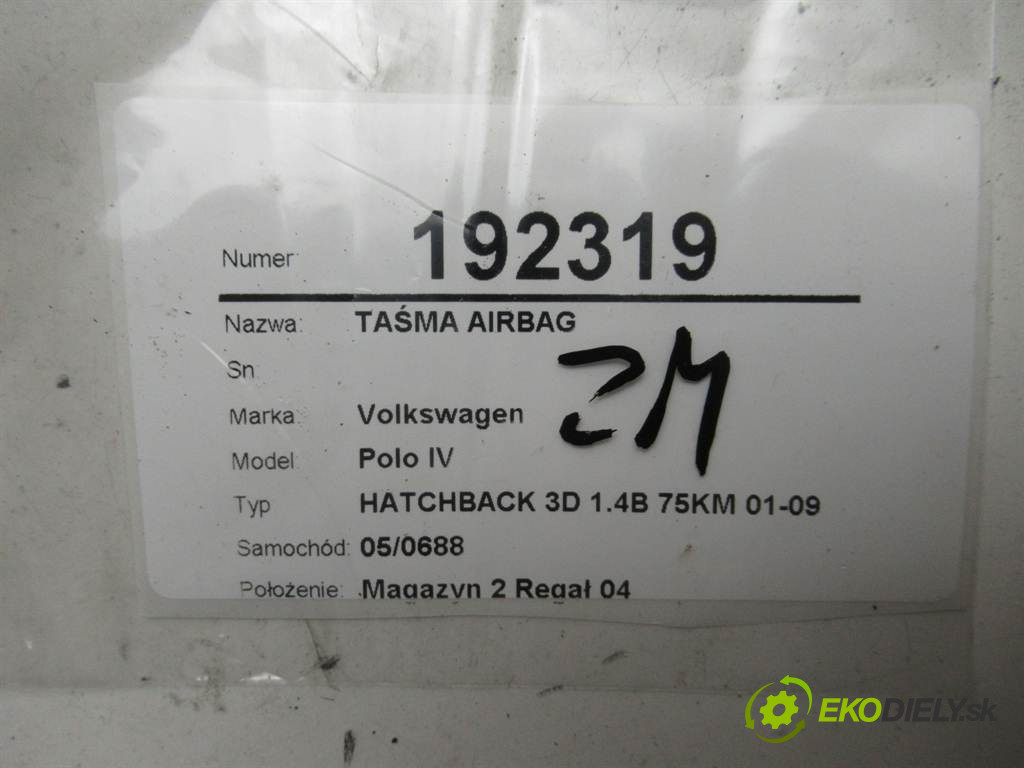 Numer: 192319
Nazwa: TAŚMA AIRBAG
Sn
Marka: Volkswagen
Model: Polo IV
Typ HATCHBACK 3D 1.4B 75KM 01-09
Samochód: 05/0688
Położenie: Magazyn 2 Regał 04
EKODIELY.sk